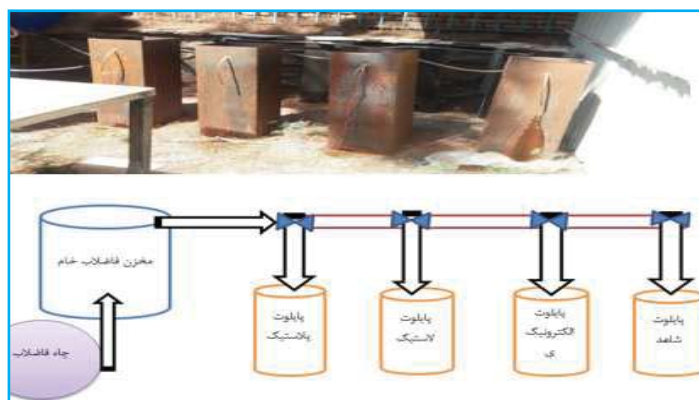 مخزن فاضلاب خام
چاه فاضلاب
پایلوت
پلاستیک
پایلوت
لاستیک
پایلوت
الکترونیک
ی
پایلوت
شاهد